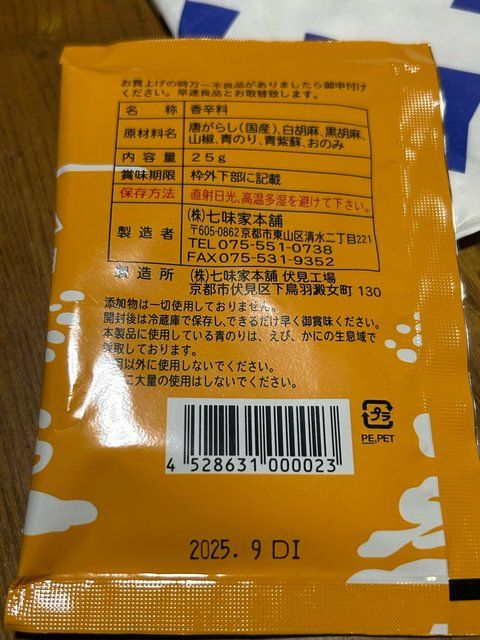 お買上げの時万一不良品がありましたら御申付け
ください。早速良品とお取替致します。
名 称 香辛料
原材料名 唐がらし(国産)、白胡麻、黒胡麻、
山椒、青のり、青紫蘇、おのみ
内 容 量 25g
賞味期限 枠外下部に記載
保存方法 直射日光、高温多湿を避けて下さい。
製 造 者 (株)七味家本舗
〒605-0862 京都市東山区清水二丁目221
TEL 075-551-0738
FAX 075-531-9352
製 造 所 (株)七味家本舗 伏見工場
京都市伏見区下鳥羽澱女町 130
添加物は一切使用しておりません。
開封後は冷蔵庫で保存し、できるだけ早く御賞味ください。
本製品に使用している青のりは、えび、かにの生息域で
採取しております。
用以外に使用しないでください。
に大量の使用はしないでください。
プラ
PE,PET
4 528631 000023
2025. 9 DI